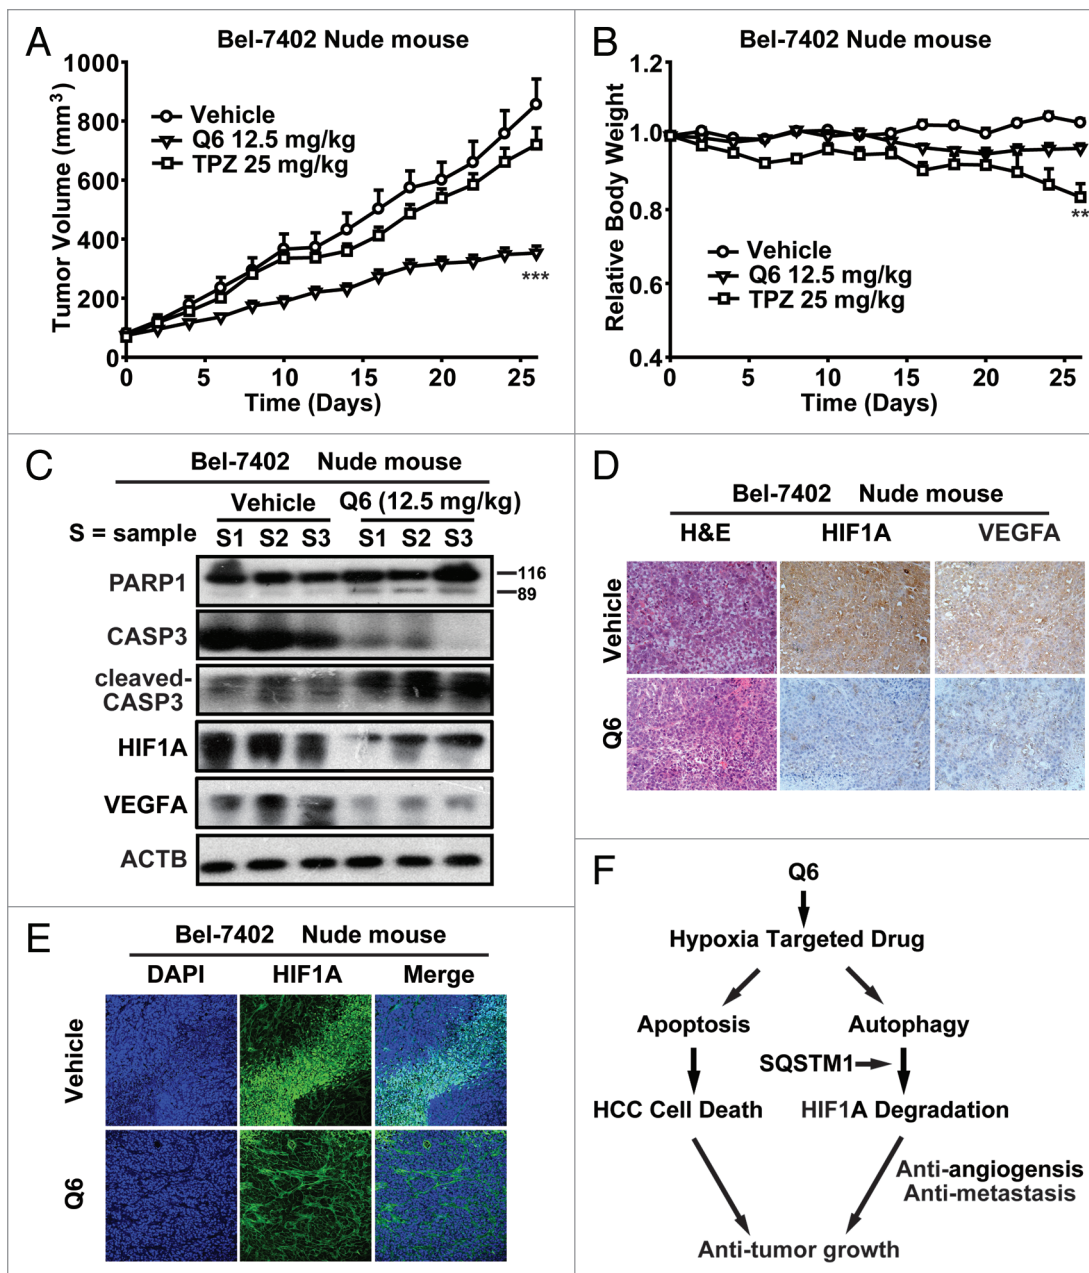 A
Bel-7402 Nude mouse
Tumor Volume (mm³)
1000
800
600
400
200
0
Vehicle
Q6 12.5 mg/kg
TPZ 25 mg/kg
***
0 5 10 15 20 25
Time (Days)
B
Bel-7402 Nude mouse
Relative Body Weight
1.2
1.0
0.8
0.6
0.4
**
Vehicle
Q6 12.5 mg/kg
TPZ 25 mg/kg
0 5 10 15 20 25
Time (Days)
C
Bel-7402 Nude mouse
Vehicle Q6 (12.5 mg/kg)
S = sample S1 S2 S3 S1 S2 S3
PARP1
116
89
CASP3
cleaved-
CASP3
HIF1A
VEGFA
ACTB
D
Bel-7402 Nude mouse
H&E HIF1A VEGFA
Vehicle
Q6
E
Bel-7402 Nude mouse
DAPI HIF1A Merge
Vehicle
Q6
F
Q6
Hypoxia Targeted Drug
Apoptosis Autophagy
SQSTM1
HCC Cell Death HIF1A Degradation
Anti-angiogensis
Anti-metastasis
Anti-tumor growth